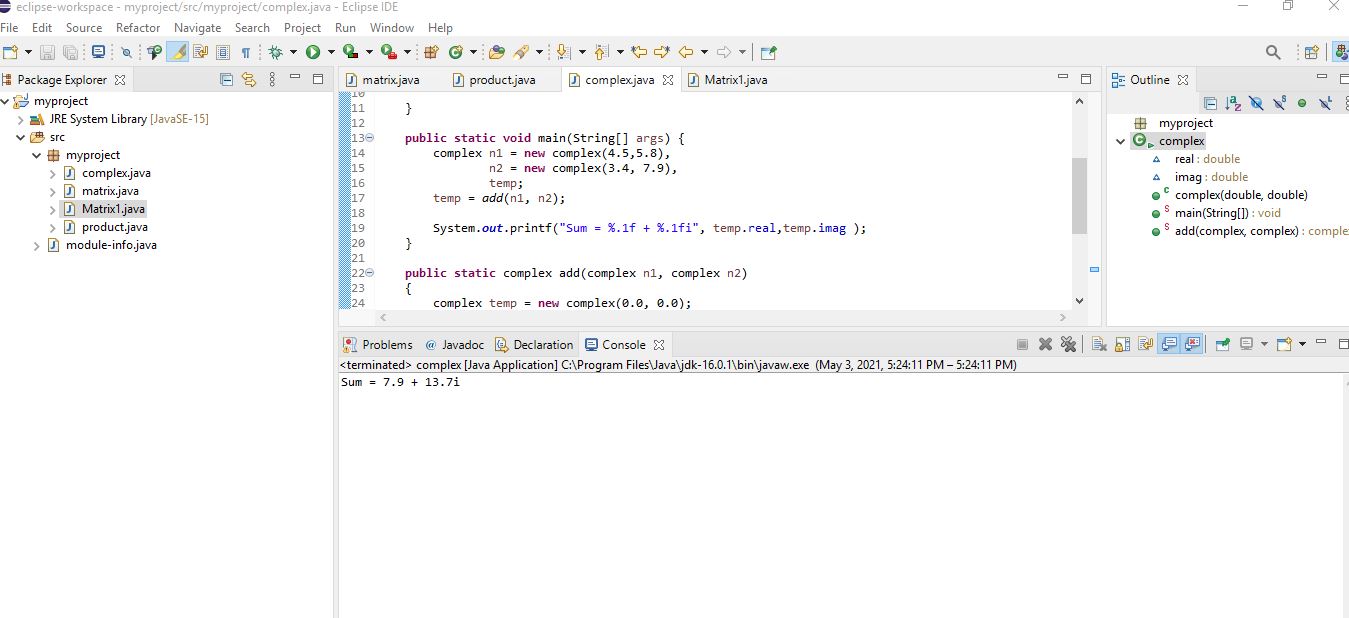 eclipse-workspace - myproject/src/myproject/complex.java - Eclipse IDE
File Edit Source Refactor Navigate Search Project Run Window Help
Package Explorer
myproject
JRE System Library [JavaSE-15]
src
myproject
complex.java
matrix.java
Matrix1.java
product.java
module-info.java
matrix.java product.java complex.java Matrix1.java
10
11 }
12
13 public static void main(String[] args) {
14 complex n1 = new complex(4.5,5.8),
15 n2 = new complex(3.4, 7.9),
16 temp;
17 temp = add(n1, n2);
18
19 System.out.printf("Sum = %.1f + %.1fi", temp.real,temp.imag );
20 }
21
22 public static complex add(complex n1, complex n2)
23 {
24 complex temp = new complex(0.0, 0.0);
Outline
myproject
complex
real : double
imag : double
complex(double, double)
main(String[]) : void
add(complex, complex) : comple
Problems @ Javadoc Declaration Console
<terminated> complex [Java Application] C:\Program Files\Java\jdk-16.0.1\bin\javaw.exe (May 3, 2021, 5:24:11 PM – 5:24:11 PM)
Sum = 7.9 + 13.7i